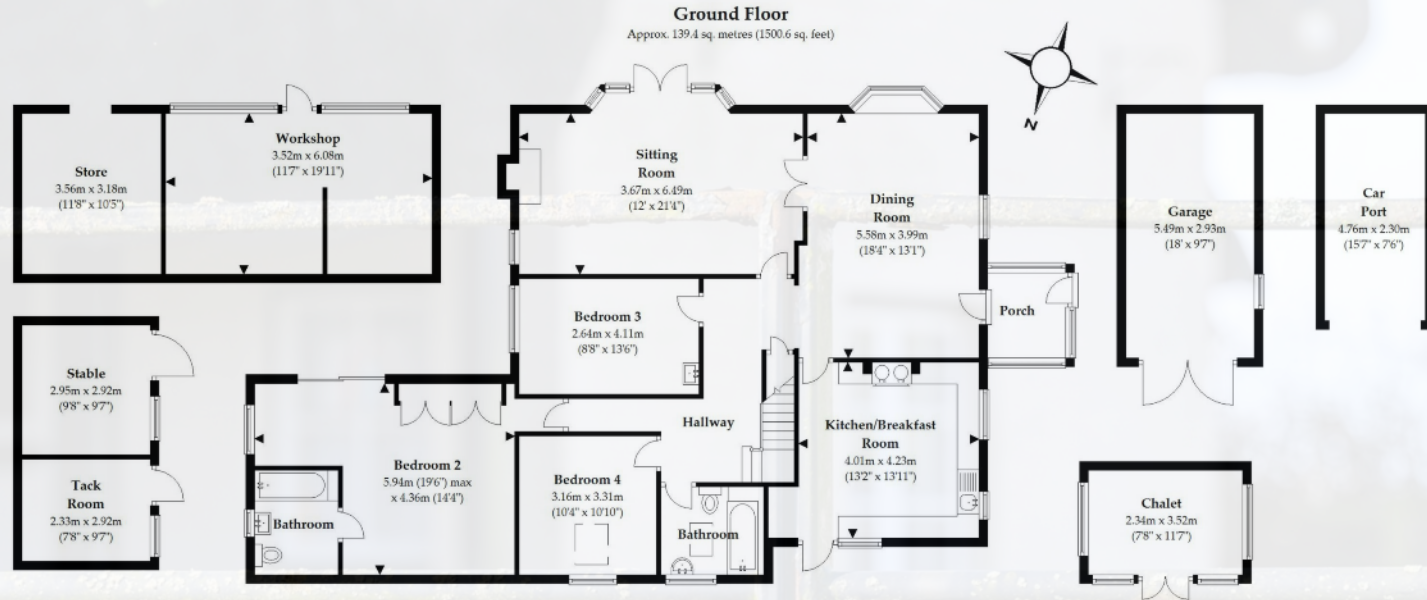 Ground Floor
Approx. 139.4 sq. metres (1500.6 sq. feet)
N
Store
3.56m x 3.18m
(11'8" x 10'5")
Workshop
3.52m x 6.08m
(11'7" x 19'11")
Sitting
Room
3.67m x 6.49m
(12' x 21'4")
Dining
Room
5.58m x 3.99m
(18'4" x 13'1")
Garage
5.49m x 2.93m
(18' x 9'7")
Car
Port
4.76m x 2.30m
(15'7" x 7'6")
Porch
Bedroom 3
2.64m x 4.11m
(8'8" x 13'6")
Stable
2.95m x 2.92m
(9'8" x 9'7")
Tack
Room
2.33m x 2.92m
(7'8" x 9'7")
Hallway
Kitchen/Breakfast
Room
4.01m x 4.23m
(13'2" x 13'11")
Bedroom 2
5.94m (19'6") max
x 4.36m (14'4")
Bedroom 4
3.16m x 3.31m
(10'4" x 10'10")
Bathroom
Bathroom
Chalet
2.34m x 3.52m
(7'8" x 11'7")